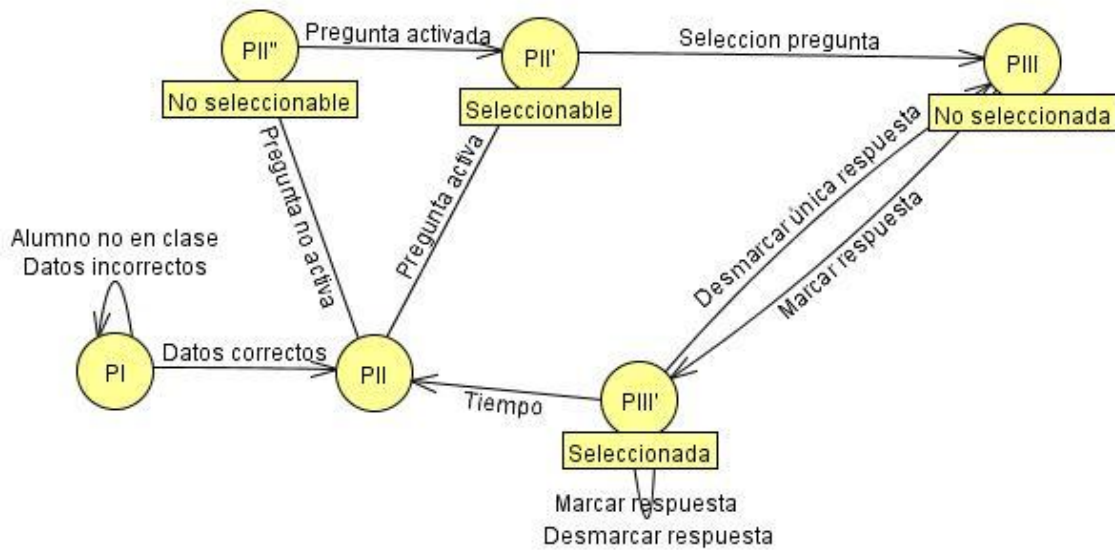 PII"
Pregunta activada
PII'
Seleccion pregunta
PIII
No seleccionable
Seleccionable
No seleccionada
Pregunta no activa
Pregunta activa
Desmarcar única respuesta
Marcar respuesta
Alumno no en clase
Datos incorrectos
PI
Datos correctos
PII
Tiempo
PIII'
Seleccionada
Marcar respuesta
Desmarcar respuesta